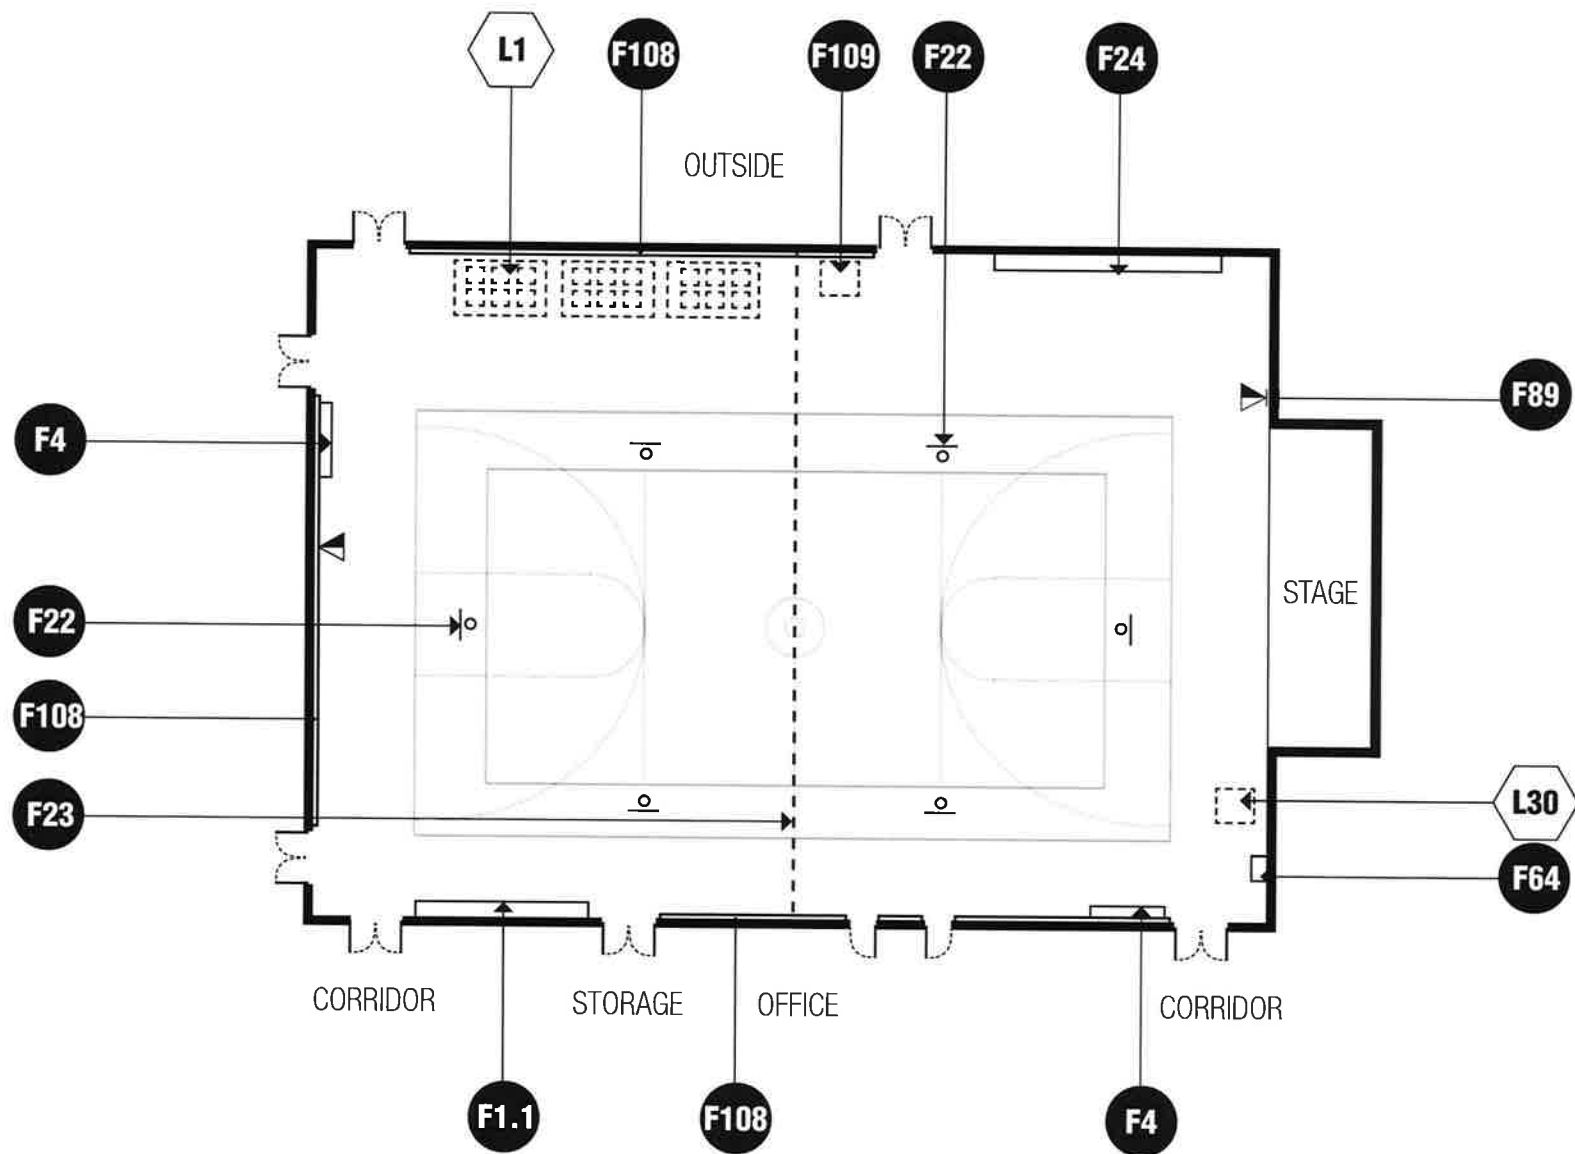 L1
F108
F109
F22
F24
OUTSIDE
F89
F4
STAGE
F22
F108
F23
L30
F64
CORRIDOR
STORAGE
OFFICE
CORRIDOR
F1.1
F108
F4